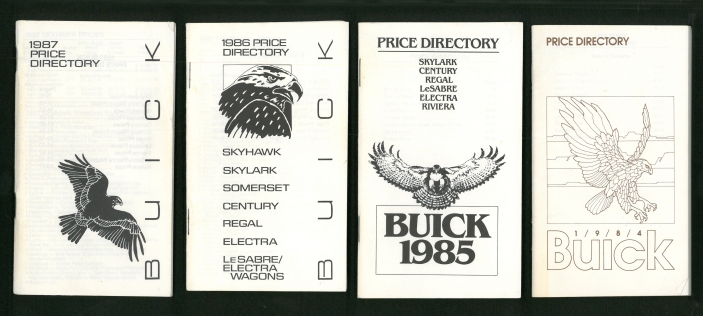 1987
PRICE
DIRECTORY
BUICK
1986 PRICE
DIRECTORY
SKYHAWK
SKYLARK
SOMERSET
CENTURY
REGAL
ELECTRA
LESABRE/
ELECTRA
WAGONS
BUICK
PRICE DIRECTORY
SKYLARK
CENTURY
REGAL
LeSABRE
ELECTRA
RIVIERA
BUICK
1985
PRICE DIRECTORY
1/9/8/4
Buick